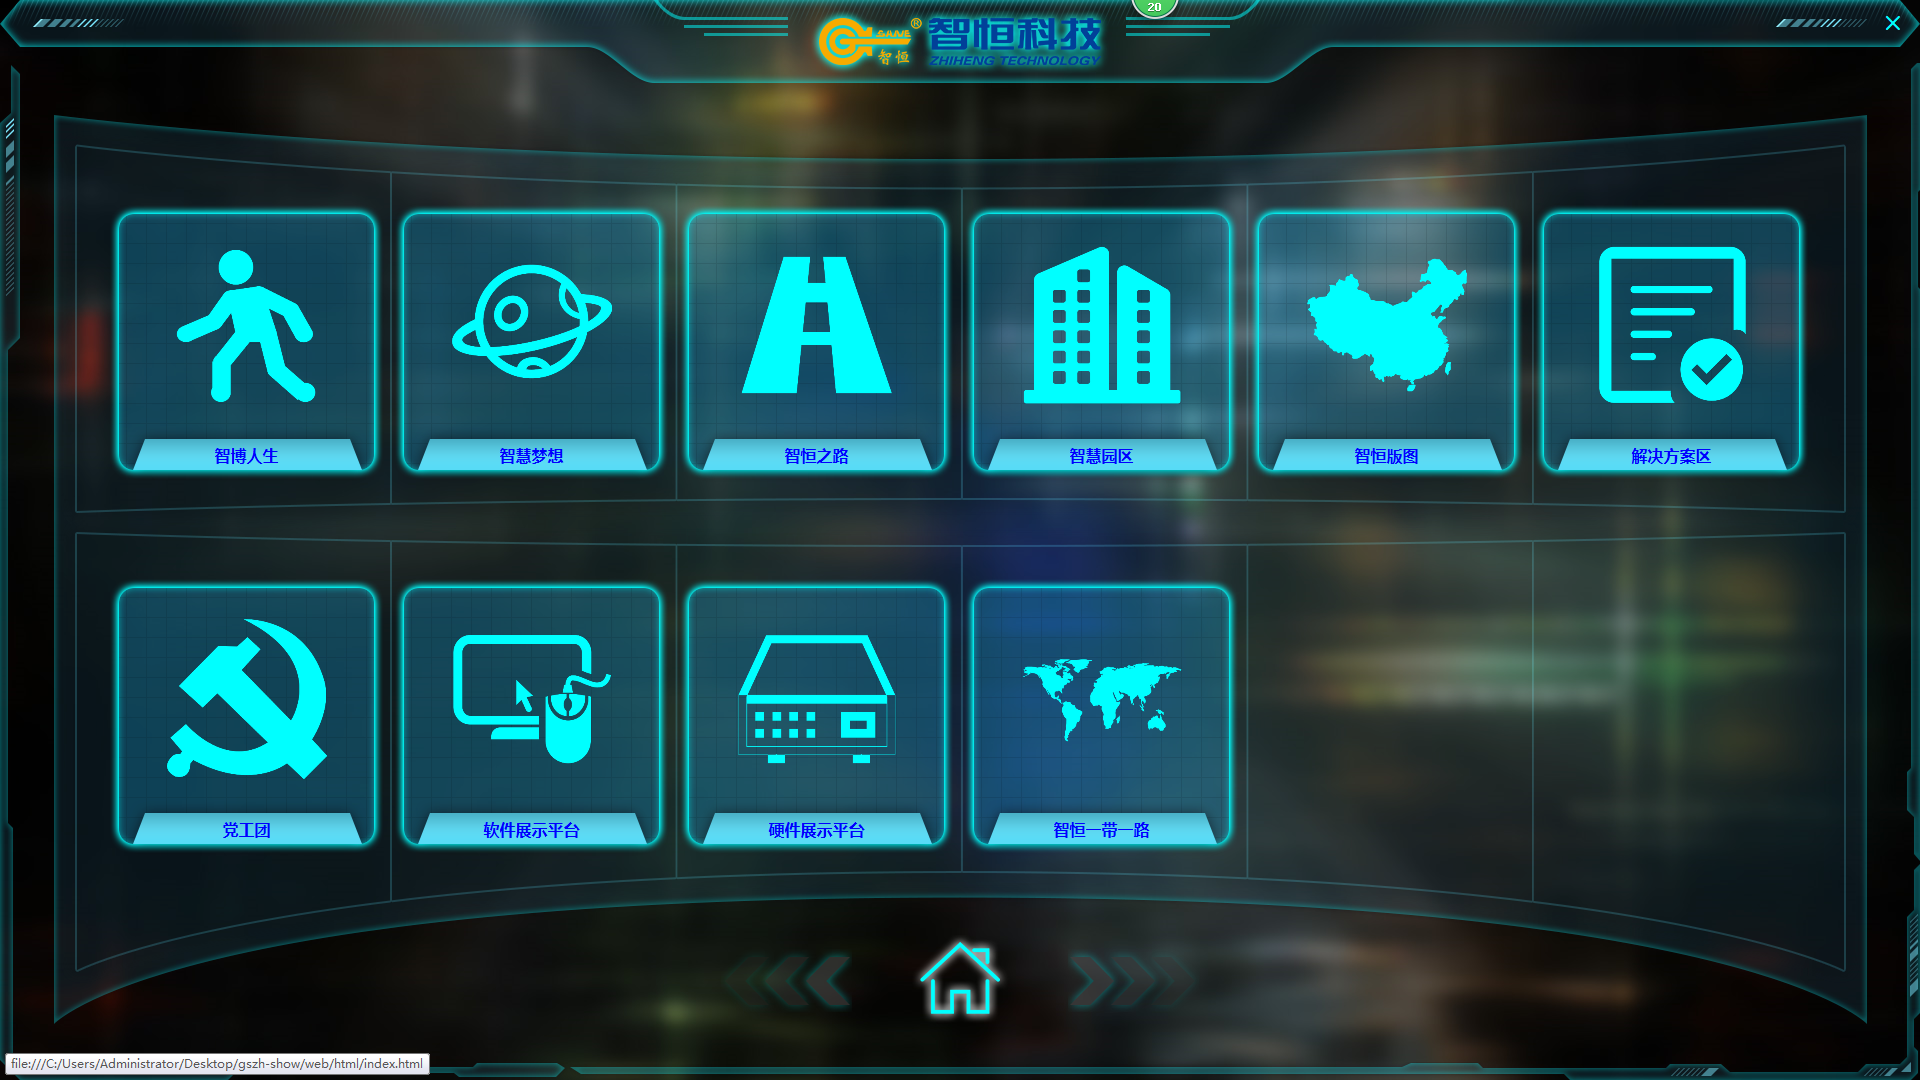 20
SAIVE®
智恒
智恒科技
ZHIHENG TECHNOLOGY
智博人生
智慧梦想
智恒之路
智慧园区
智恒版图
解决方案区
党工团
软件展示平台
硬件展示平台
智恒一带一路
file:///C:/Users/Administrator/Desktop/gszh-show/web/html/index.html